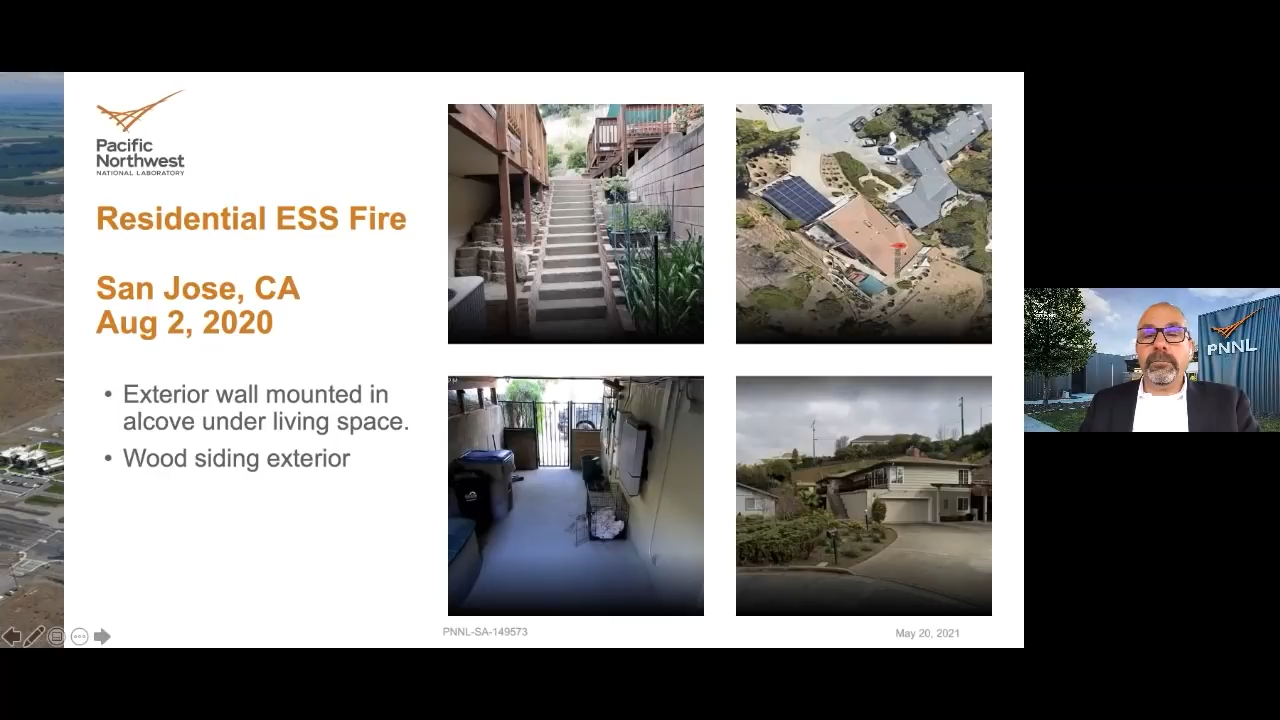 Pacific
Northwest
NATIONAL LABORATORY
Residential ESS Fire
San Jose, CA
Aug 2, 2020
• Exterior wall mounted in
alcove under living space.
• Wood siding exterior
PNNL-SA-149573
May 20, 2021
PNNL